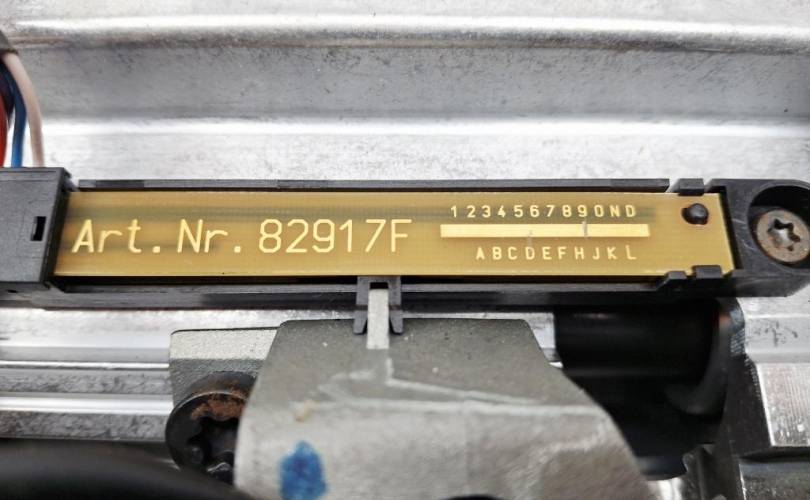 Art. Nr. 82917F
1234567890ND
ABCDEFHJKL